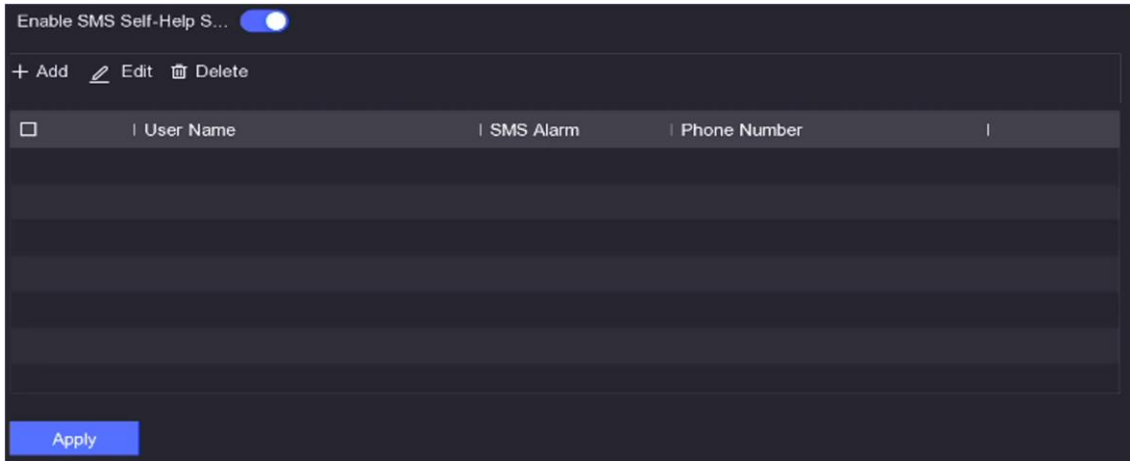 Enable SMS Self-Help S...
+ Add Edit Delete
User Name SMS Alarm Phone Number
Apply